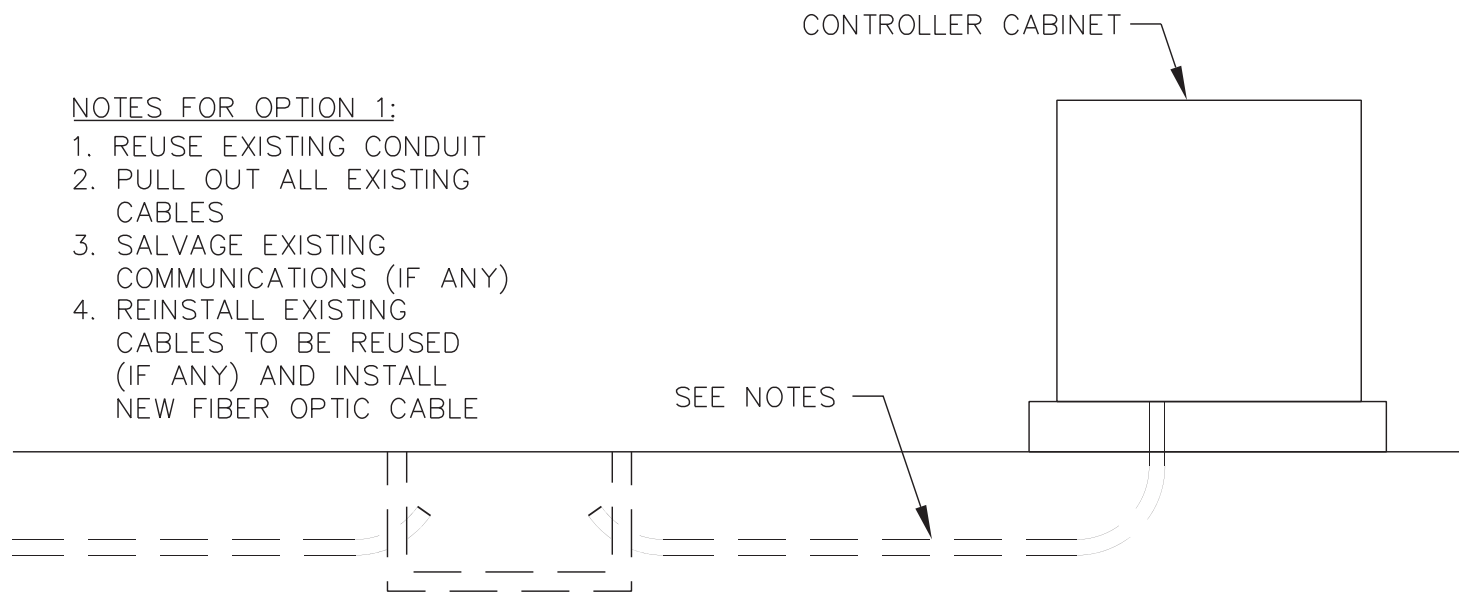 CONTROLLER CABINET
NOTES FOR OPTION 1:
1. REUSE EXISTING CONDUIT
2. PULL OUT ALL EXISTING
CABLES
3. SALVAGE EXISTING
COMMUNICATIONS (IF ANY)
4. REINSTALL EXISTING
CABLES TO BE REUSED
(IF ANY) AND INSTALL
NEW FIBER OPTIC CABLE
SEE NOTES